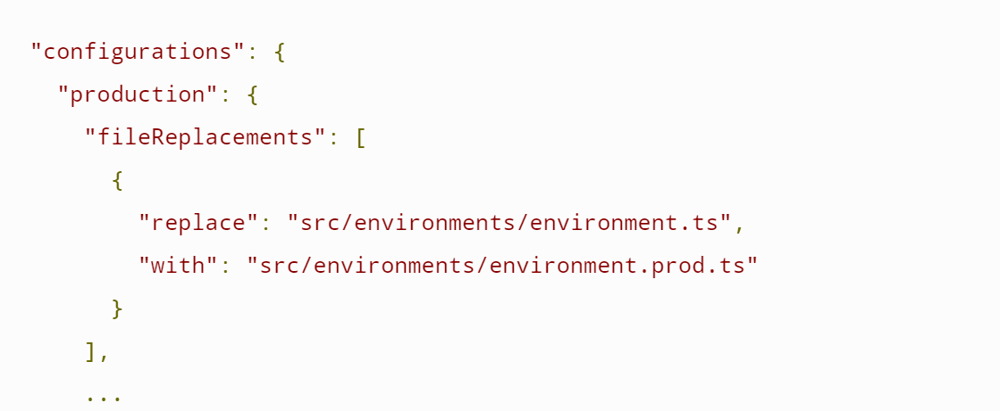 "configurations": {
  "production": {
    "fileReplacements": [
      {
        "replace": "src/environments/environment.ts",
        "with": "src/environments/environment.prod.ts"
      }
    ],
    ...